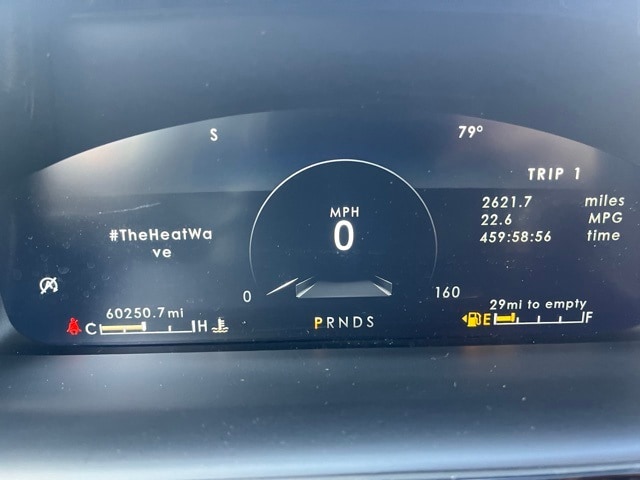 S
79°
TRIP 1
2621.7 miles
22.6 MPG
459:58:56 time
MPH
0
#TheHeatWa
ve
0
160
60250.7mi
29mi to empty
C H
PRNDS
E F